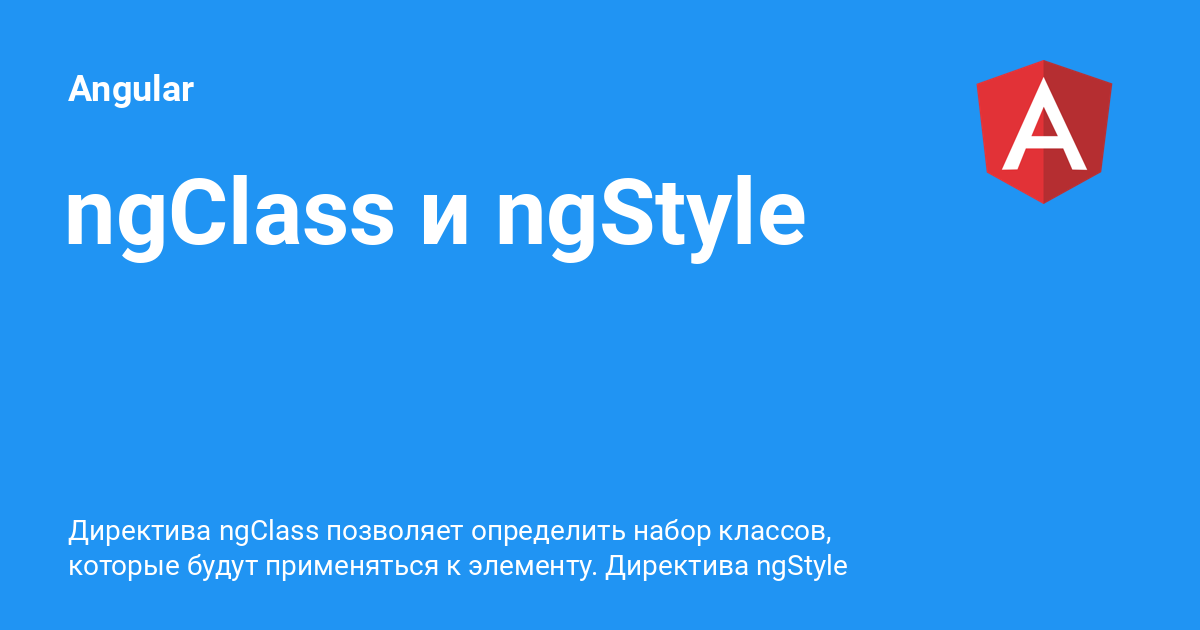 Angular
ngClass и ngStyle
Директива ngClass позволяет определить набор классов,
которые будут применяться к элементу. Директива ngStyle